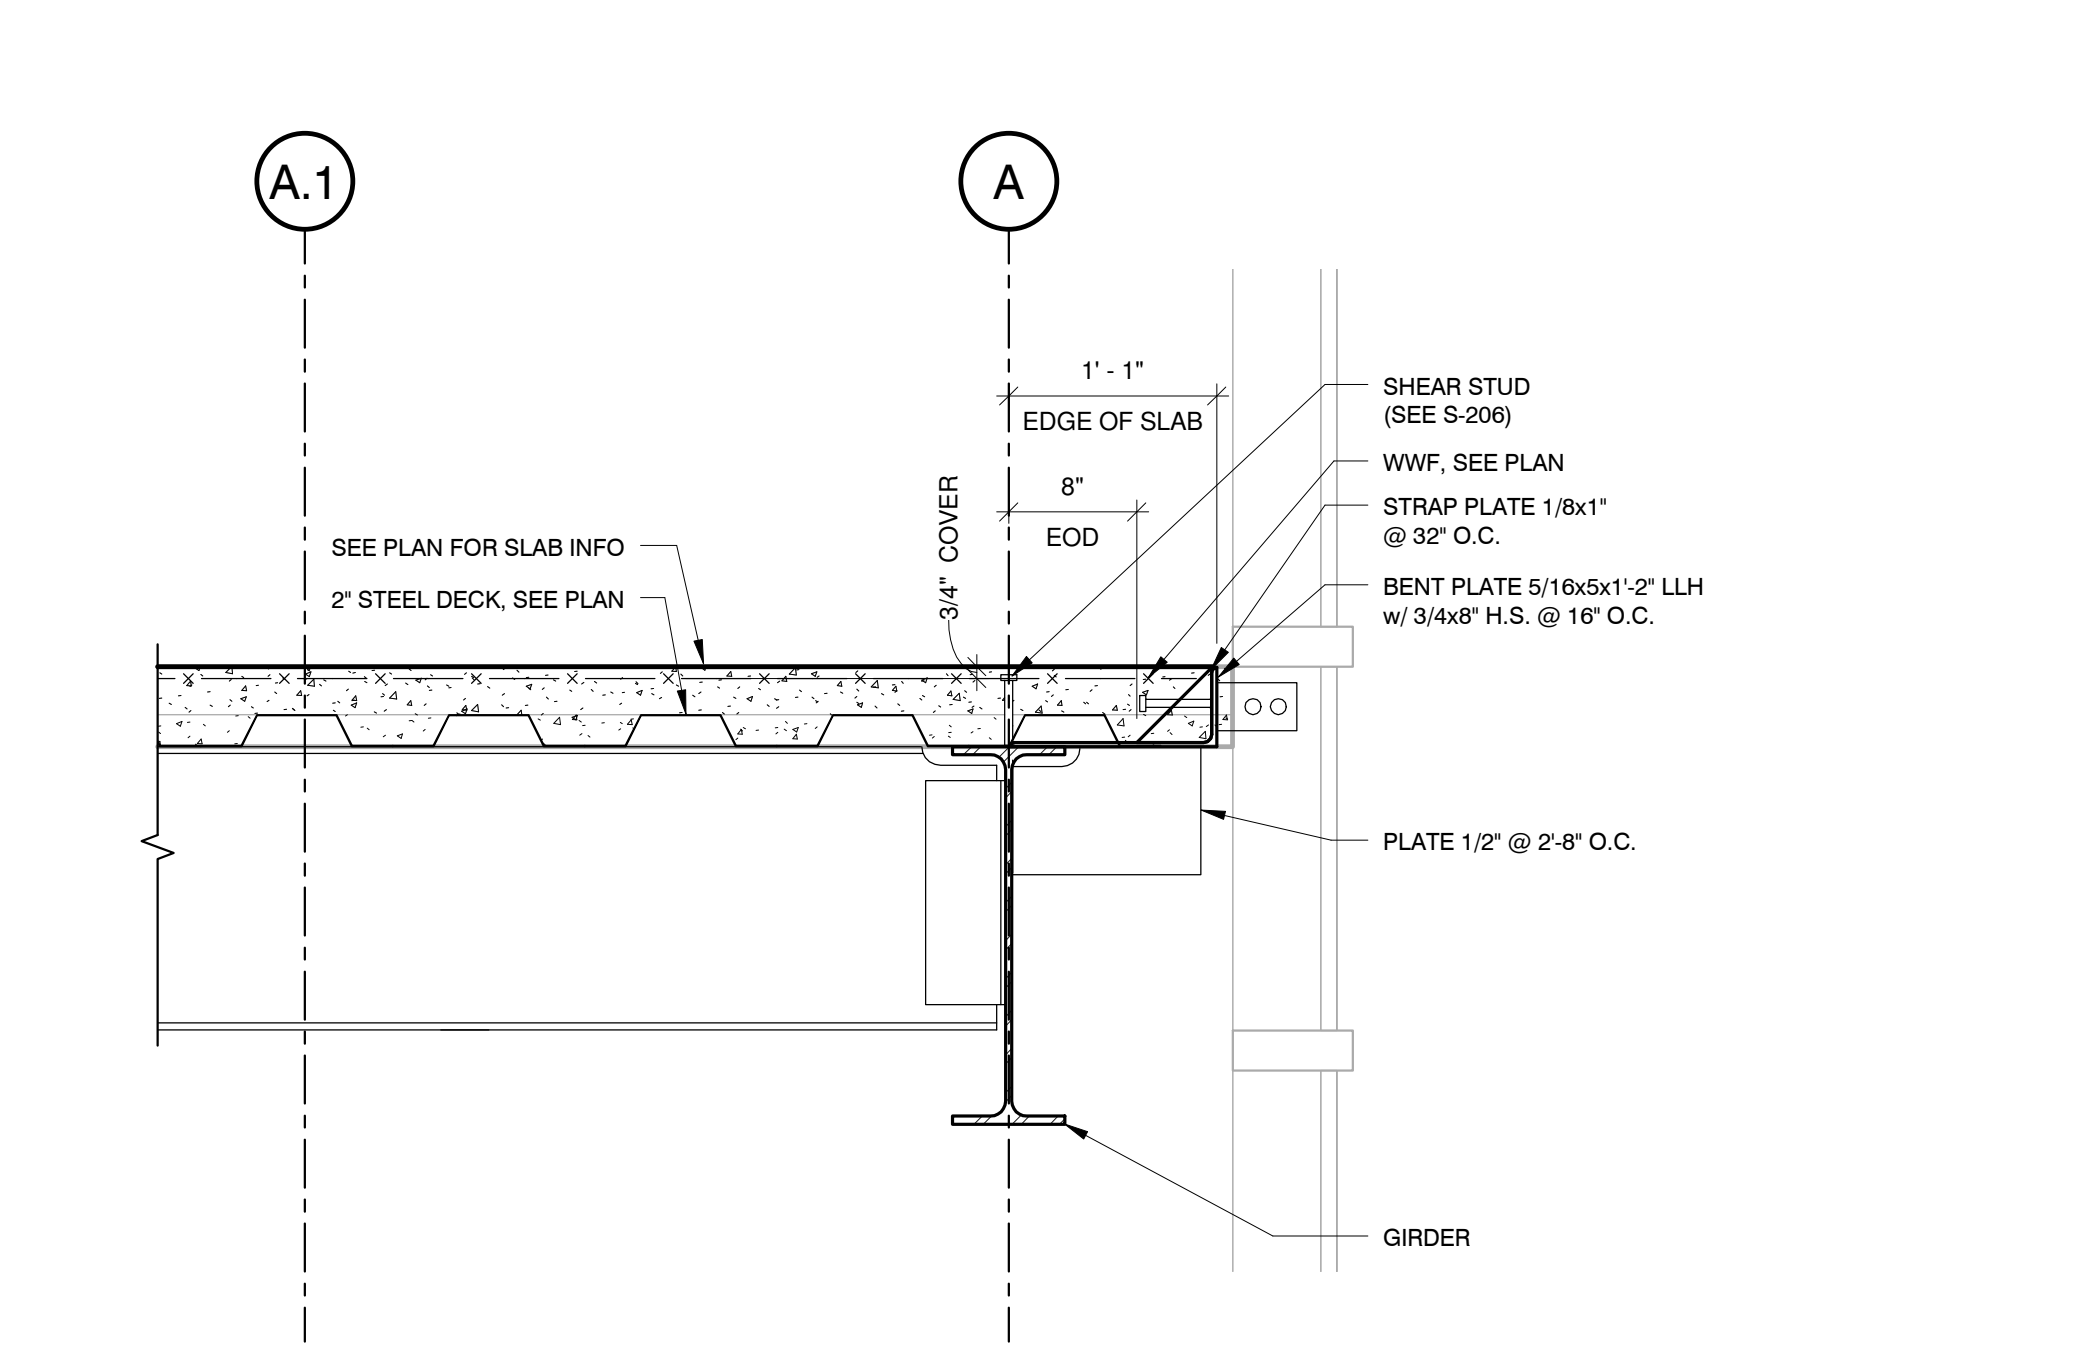 A.1
A
1' - 1"
EDGE OF SLAB
8"
EOD
3/4" COVER
SEE PLAN FOR SLAB INFO
2" STEEL DECK, SEE PLAN
SHEAR STUD
(SEE S-206)
WWF, SEE PLAN
STRAP PLATE 1/8x1"
@ 32" O.C.
BENT PLATE 5/16x5x1'-2" LLH
w/ 3/4x8" H.S. @ 16" O.C.
PLATE 1/2" @ 2'-8" O.C.
GIRDER